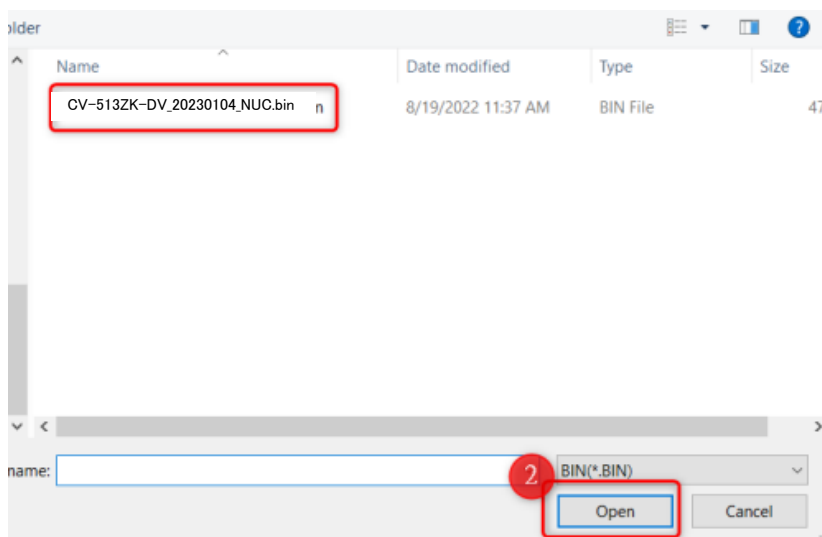 older
Name Date modified Type Size
CV-513ZK-DV_20230104_NUC.bin n 8/19/2022 11:37 AM BIN File 47
name: 2 BIN(*.BIN)
Open Cancel